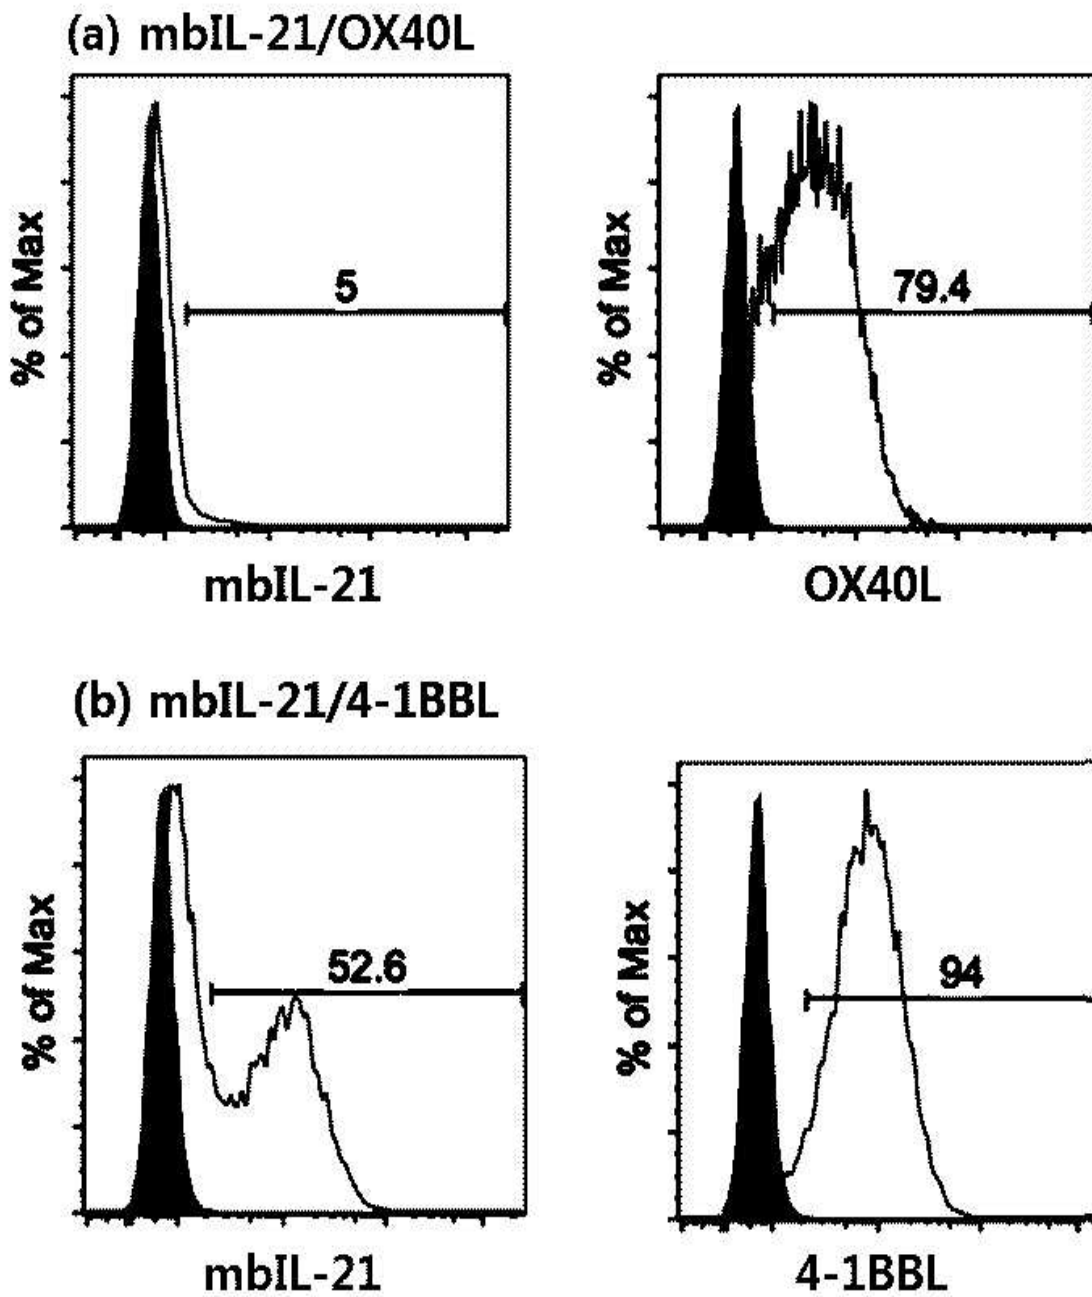 (a) mbIL-21/OX40L
% of Max
5
mbIL-21
% of Max
79.4
OX40L
(b) mbIL-21/4-1BBL
% of Max
52.6
mbIL-21
% of Max
94
4-1BBL